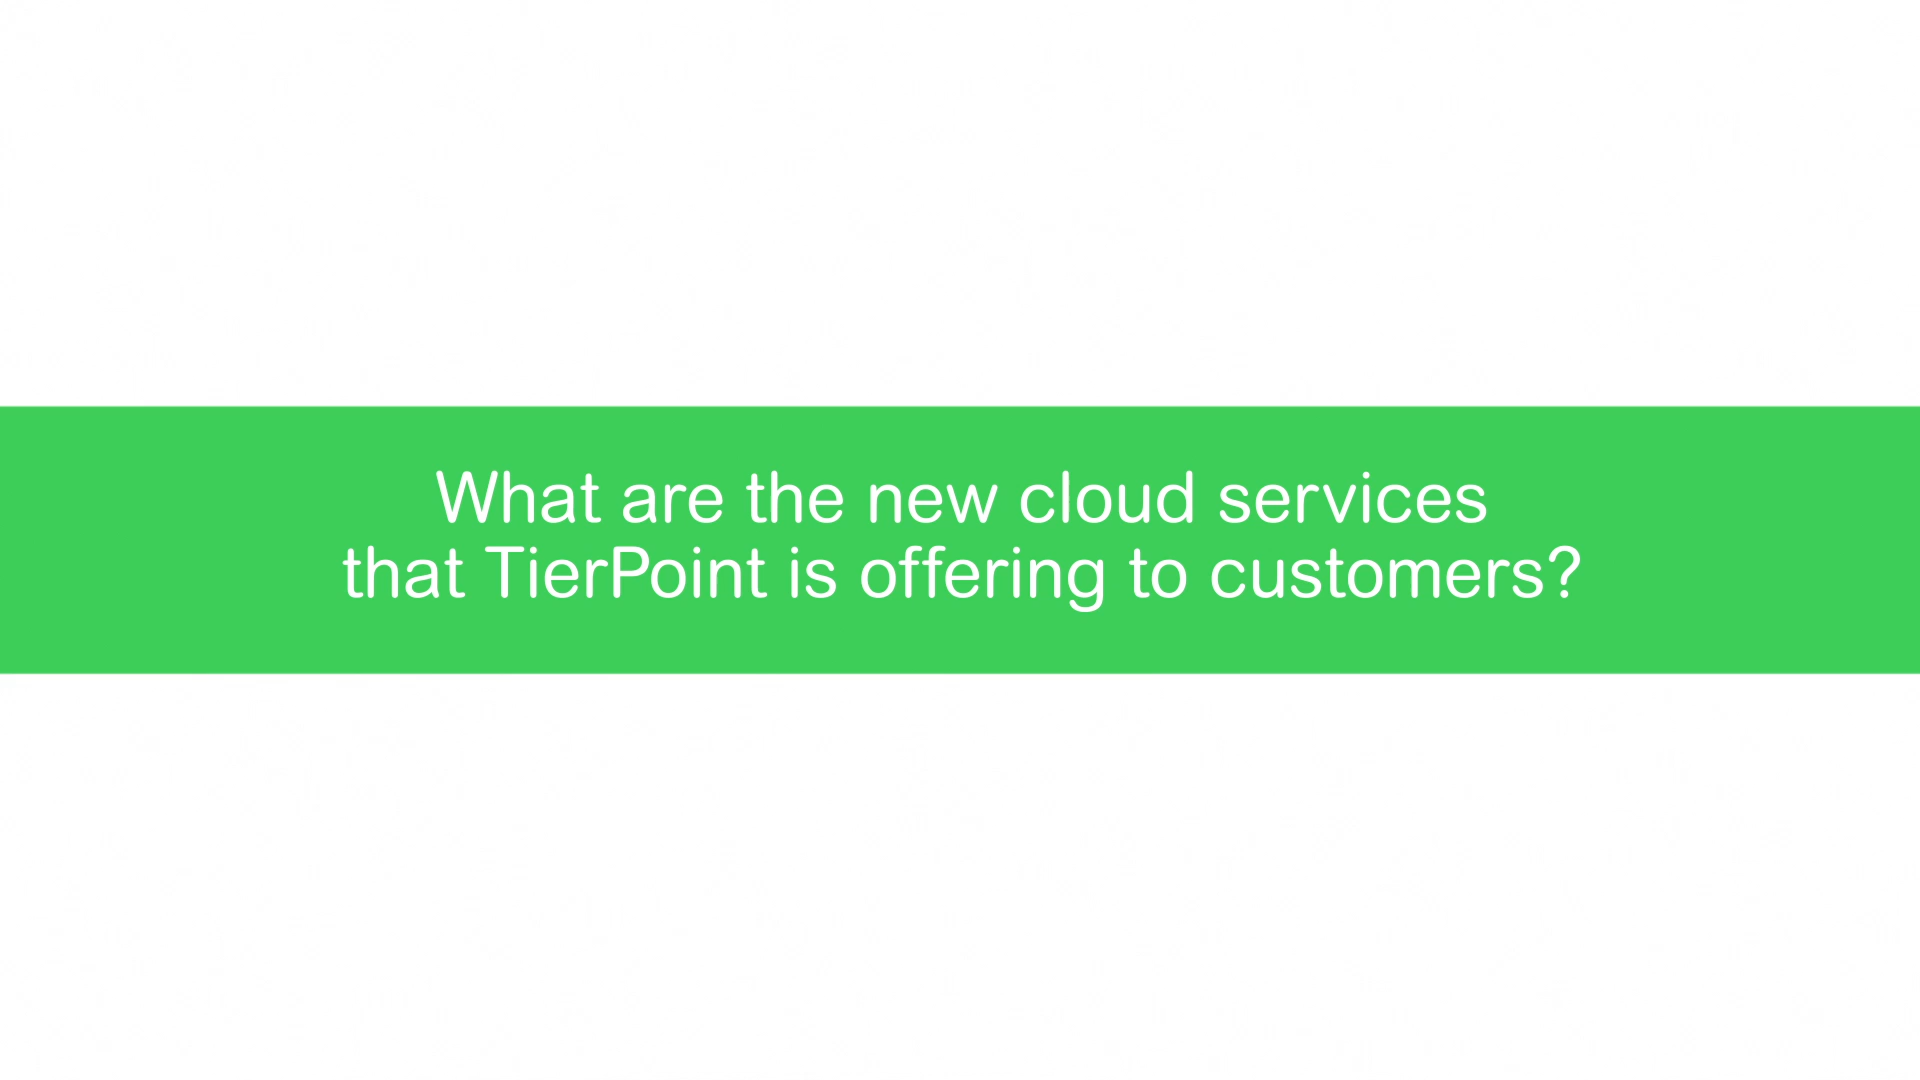 What are the new cloud services
that TierPoint is offering to customers?